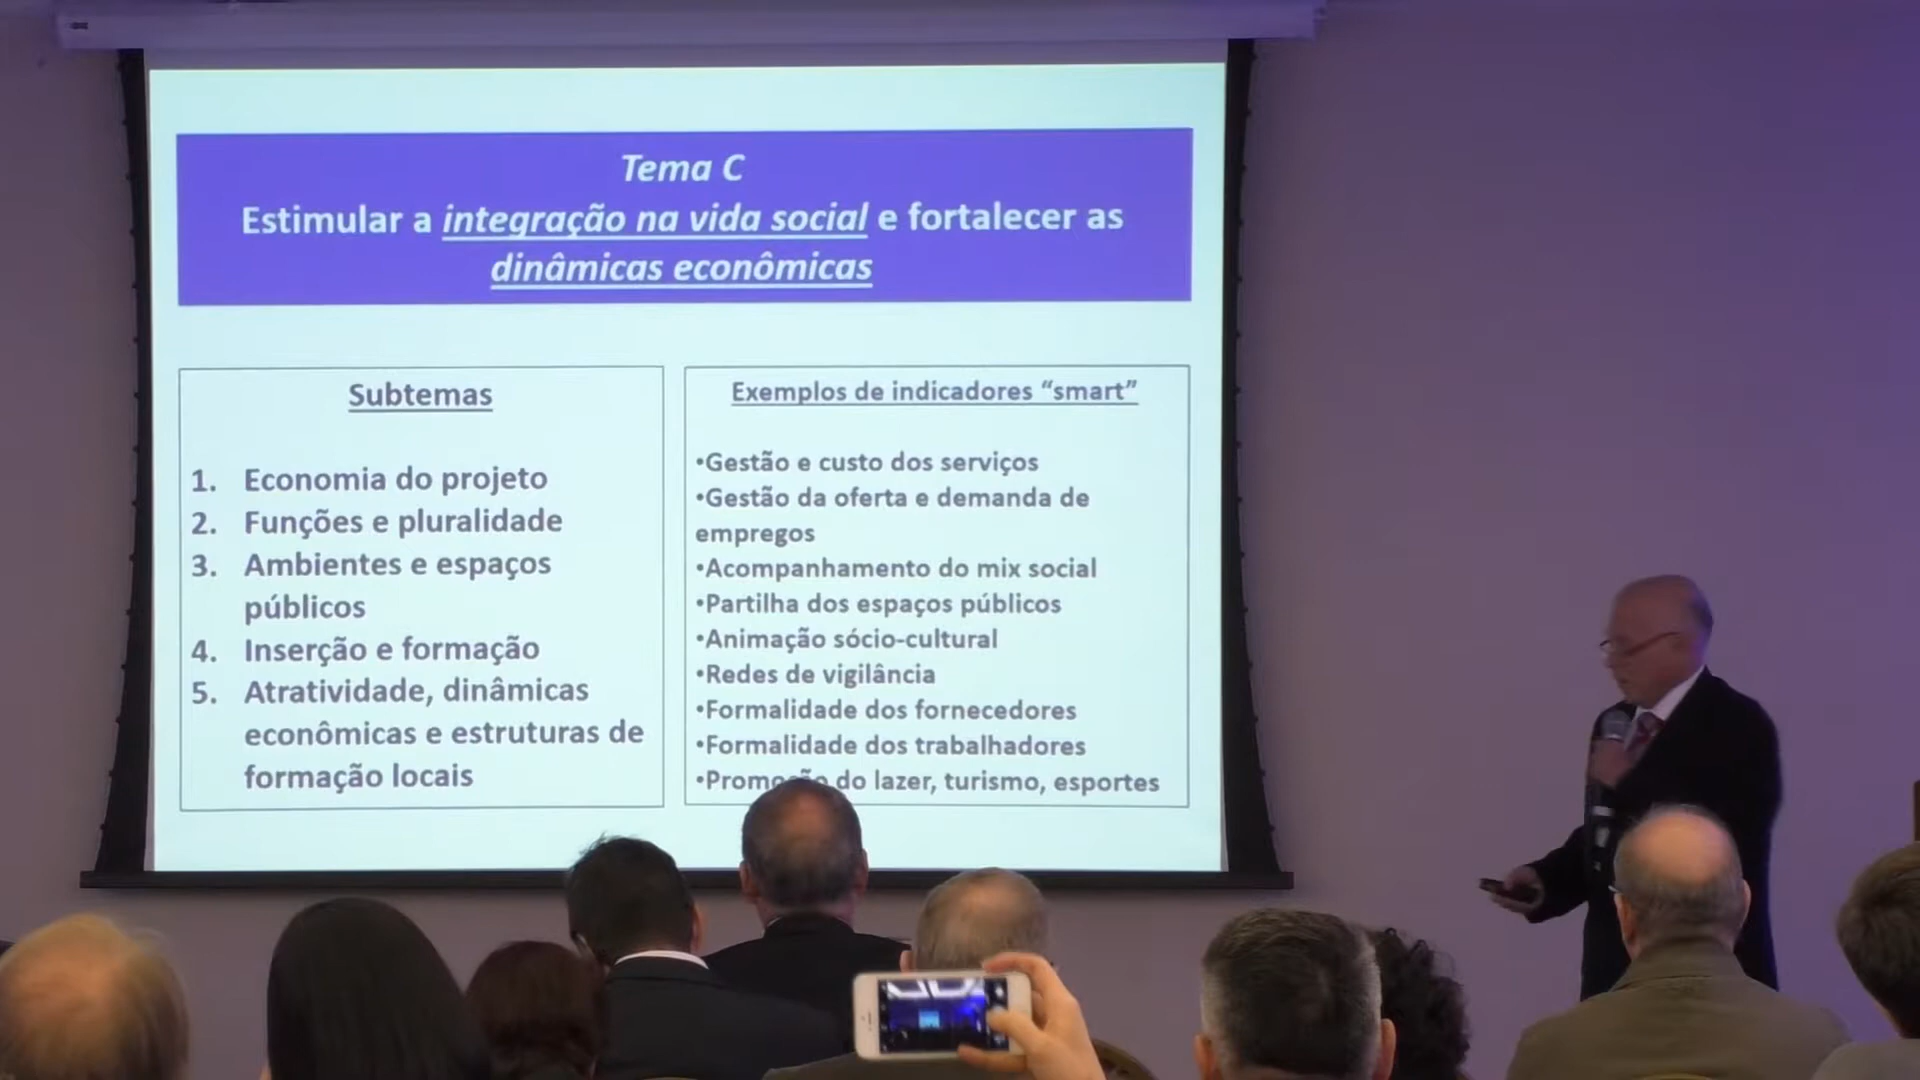 Tema C
Estimular a integração na vida social e fortalecer as
dinâmicas econômicas
Subtemas
1. Economia do projeto
2. Funções e pluralidade
3. Ambientes e espaços
públicos
4. Inserção e formação
5. Atratividade, dinâmicas
econômicas e estruturas de
formação locais
Exemplos de indicadores “smart”
•Gestão e custo dos serviços
•Gestão da oferta e demanda de
empregos
•Acompanhamento do mix social
•Partilha dos espaços públicos
•Animação sócio-cultural
•Redes de vigilância
•Formalidade dos fornecedores
•Formalidade dos trabalhadores
•Promoção do lazer, turismo, esportes